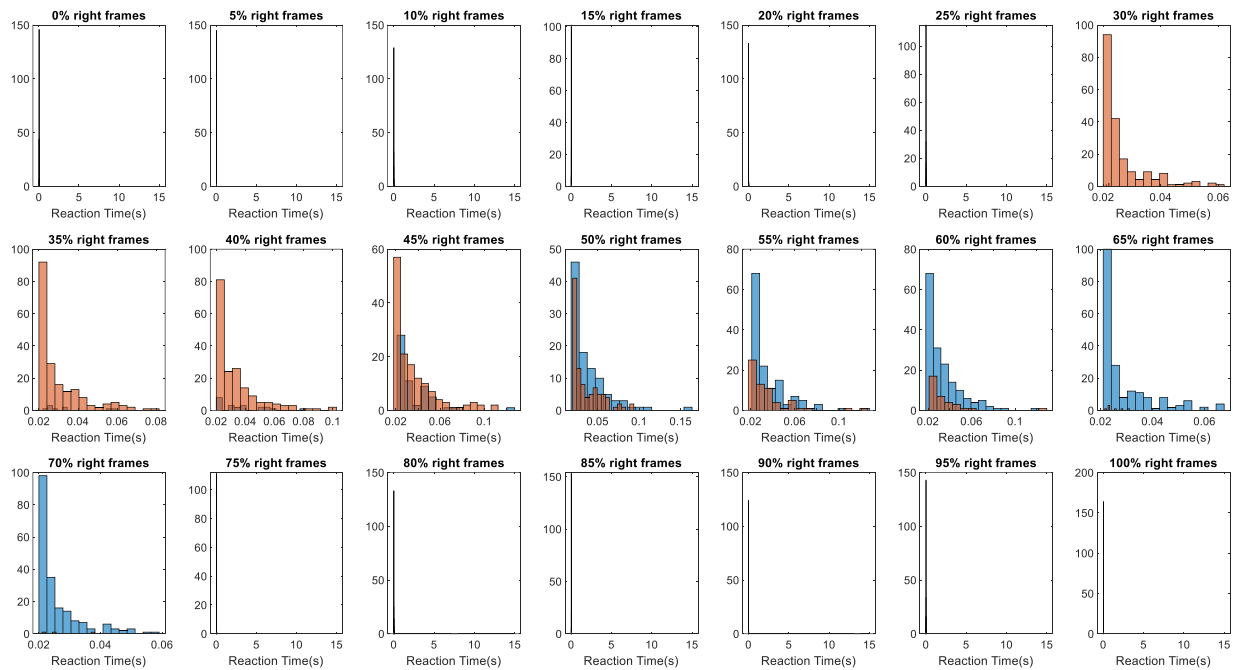 0% right frames 5% right frames 10% right frames 15% right frames 20% right frames 25% right frames 30% right frames
150 150 150 100 150 100 100
100 100 100 80 100 80 80
50 50 50 60 50 60 60
0 0 0 40 0 40 40
20 20 20
0 0 0
0 5 10 15 0 5 10 15 0 5 10 15 0 5 10 15 0 5 10 15 0 5 10 15 0.02 0.04 0.06
Reaction Time(s) Reaction Time(s) Reaction Time(s) Reaction Time(s) Reaction Time(s) Reaction Time(s) Reaction Time(s)
35% right frames 40% right frames 45% right frames 50% right frames 55% right frames 60% right frames 65% right frames
100 100 60 50 80 80 100
80 80 40 40 60 60 80
60 60 20 30 40 40 60
40 40 0 20 20 20 40
20 20 10 0 0 20
0 0 0 0
0.02 0.04 0.06 0.08 0.02 0.04 0.06 0.08 0.1 0.02 0.06 0.1 0.05 0.1 0.15 0.02 0.06 0.1 0.02 0.06 0.1 0.02 0.04 0.06
Reaction Time(s) Reaction Time(s) Reaction Time(s) Reaction Time(s) Reaction Time(s) Reaction Time(s) Reaction Time(s)
70% right frames 75% right frames 80% right frames 85% right frames 90% right frames 95% right frames 100% right frames
100 100 150 150 150 150 200
80 80 100 100 100 100 150
60 60 50 50 50 50 100
40 40 0 0 0 0 50
20 20 0
0 0
0.02 0.04 0.06 0 5 10 15 0 5 10 15 0 5 10 15 0 5 10 15 0 5 10 15 0 5 10 15
Reaction Time(s) Reaction Time(s) Reaction Time(s) Reaction Time(s) Reaction Time(s) Reaction Time(s) Reaction Time(s)